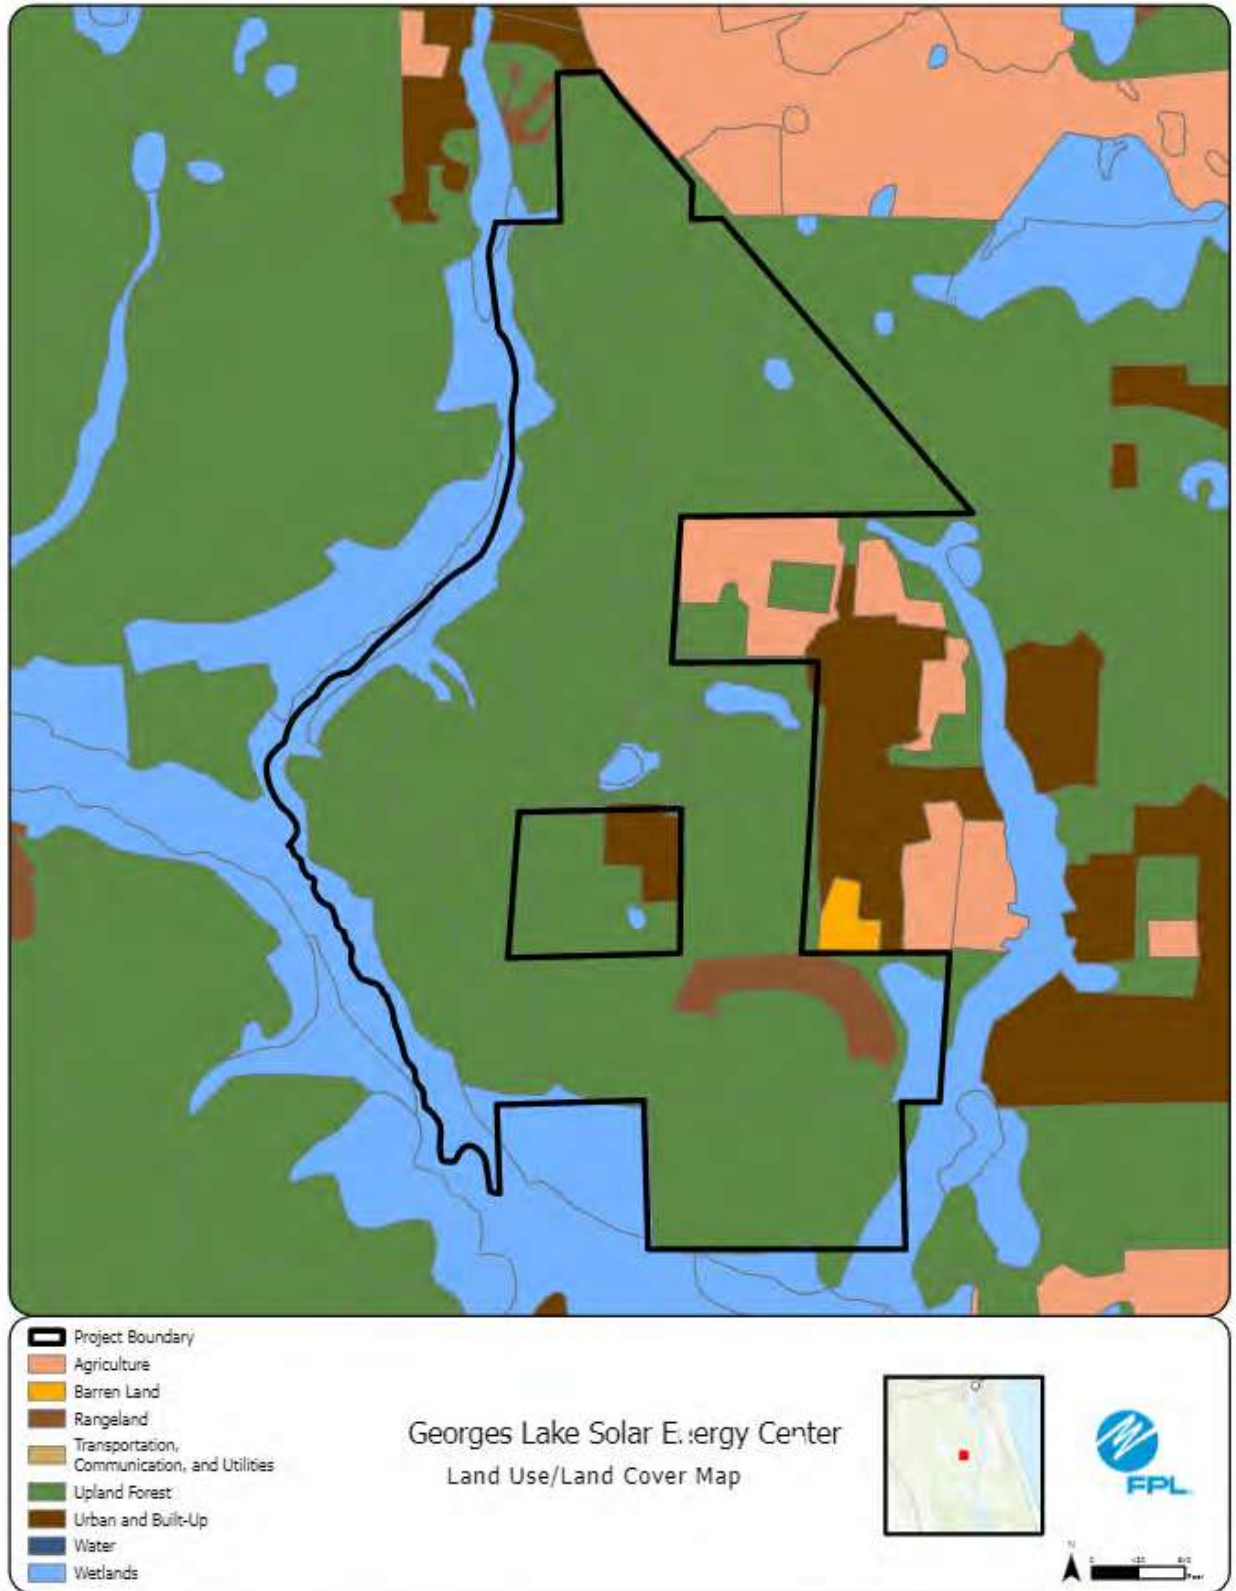 Project Boundary
Agriculture
Barren Land
Rangeland
Transportation,
Communication, and Utilities
Upland Forest
Urban and Built-Up
Water
Wetlands
Georges Lake Solar E.:ergy Center
Land Use/Land Cover Map
FPL.
N
0